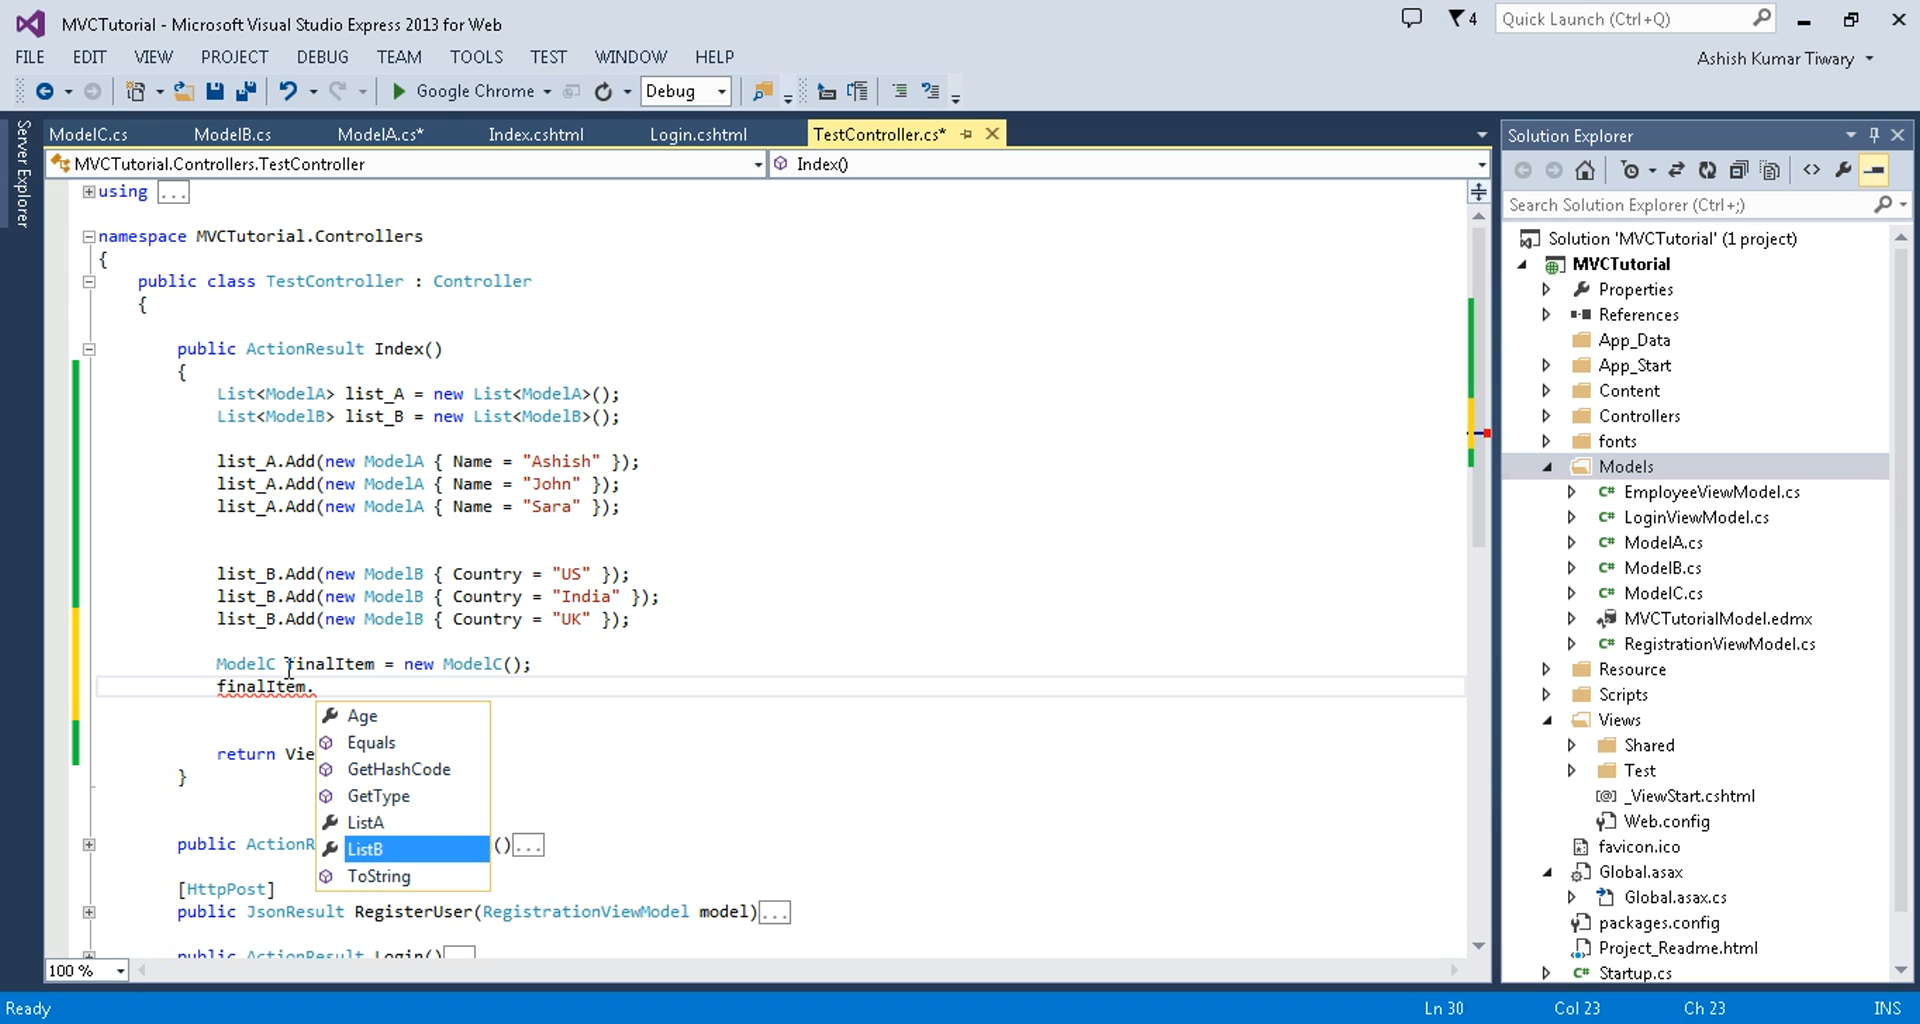 MVCTutorial - Microsoft Visual Studio Express 2013 for Web
4
Quick Launch (Ctrl+Q)
FILE EDIT VIEW PROJECT DEBUG TEAM TOOLS TEST WINDOW HELP
Ashish Kumar Tiwary
Google Chrome
Debug
Server Explorer
ModelC.cs ModelB.cs ModelA.cs* Index.cshtml Login.cshtml TestController.cs*
MVCTutorial.Controllers.TestController
Index()
using ...
namespace MVCTutorial.Controllers
{
public class TestController : Controller
{
public ActionResult Index()
{
List<ModelA> list_A = new List<ModelA>();
List<ModelB> list_B = new List<ModelB>();
list_A.Add(new ModelA { Name = "Ashish" });
list_A.Add(new ModelA { Name = "John" });
list_A.Add(new ModelA { Name = "Sara" });
list_B.Add(new ModelB { Country = "US" });
list_B.Add(new ModelB { Country = "India" });
list_B.Add(new ModelB { Country = "UK" });
ModelC finalItem = new ModelC();
finalItem.
Age
Equals
GetHashCode
GetType
ListA
ListB
ToString
return Vie
}
public ActionR ()...
[HttpPost]
public JsonResult RegisterUser(RegistrationViewModel model)...
public ActionResult Login()
100 %
Solution Explorer
Search Solution Explorer (Ctrl+;)
Solution 'MVCTutorial' (1 project)
MVCTutorial
Properties
References
App_Data
App_Start
Content
Controllers
fonts
Models
EmployeeViewModel.cs
LoginViewModel.cs
ModelA.cs
ModelB.cs
ModelC.cs
MVCTutorialModel.edmx
RegistrationViewModel.cs
Resource
Scripts
Views
Shared
Test
_ViewStart.cshtml
Web.config
favicon.ico
Global.asax
Global.asax.cs
packages.config
Project_Readme.html
Startup.cs
Ready
Ln 30 Col 23 Ch 23 INS